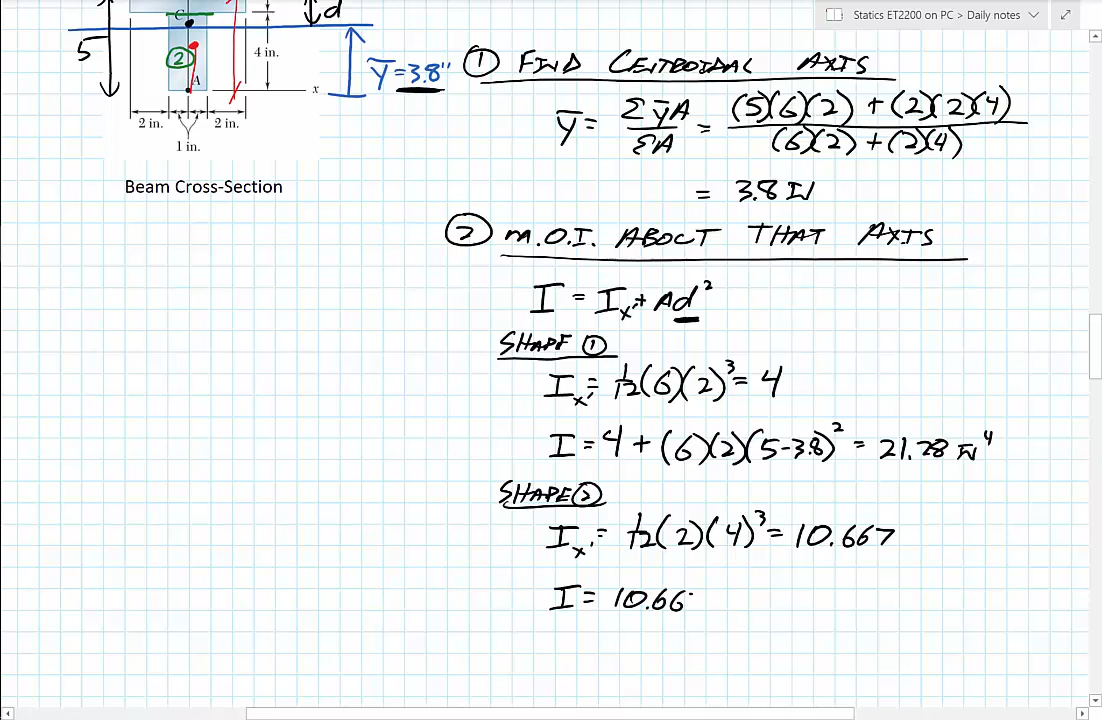 Statics ET2200 on PC > Daily notes
C
d
5
2
4 in.
A
x
ȳ = 3.8"
2 in.
2 in.
1 in.
Beam Cross-Section
① FIND CENTROIDAL AXIS
ȳ = ΣȳA / ΣA = (5)(6)(2) + (2)(2)(4) / (6)(2) + (2)(4)
= 3.8 IN
② M.O.I. ABOUT THAT AXIS
I = Ix' + Ad²
SHAPE ①
Ix' = 1/12(6)(2)³ = 4
I = 4 + (6)(2)(5-3.8)² = 21.28 IN⁴
SHAPE ②
Ix' = 1/12(2)(4)³ = 10.667
I = 10.66